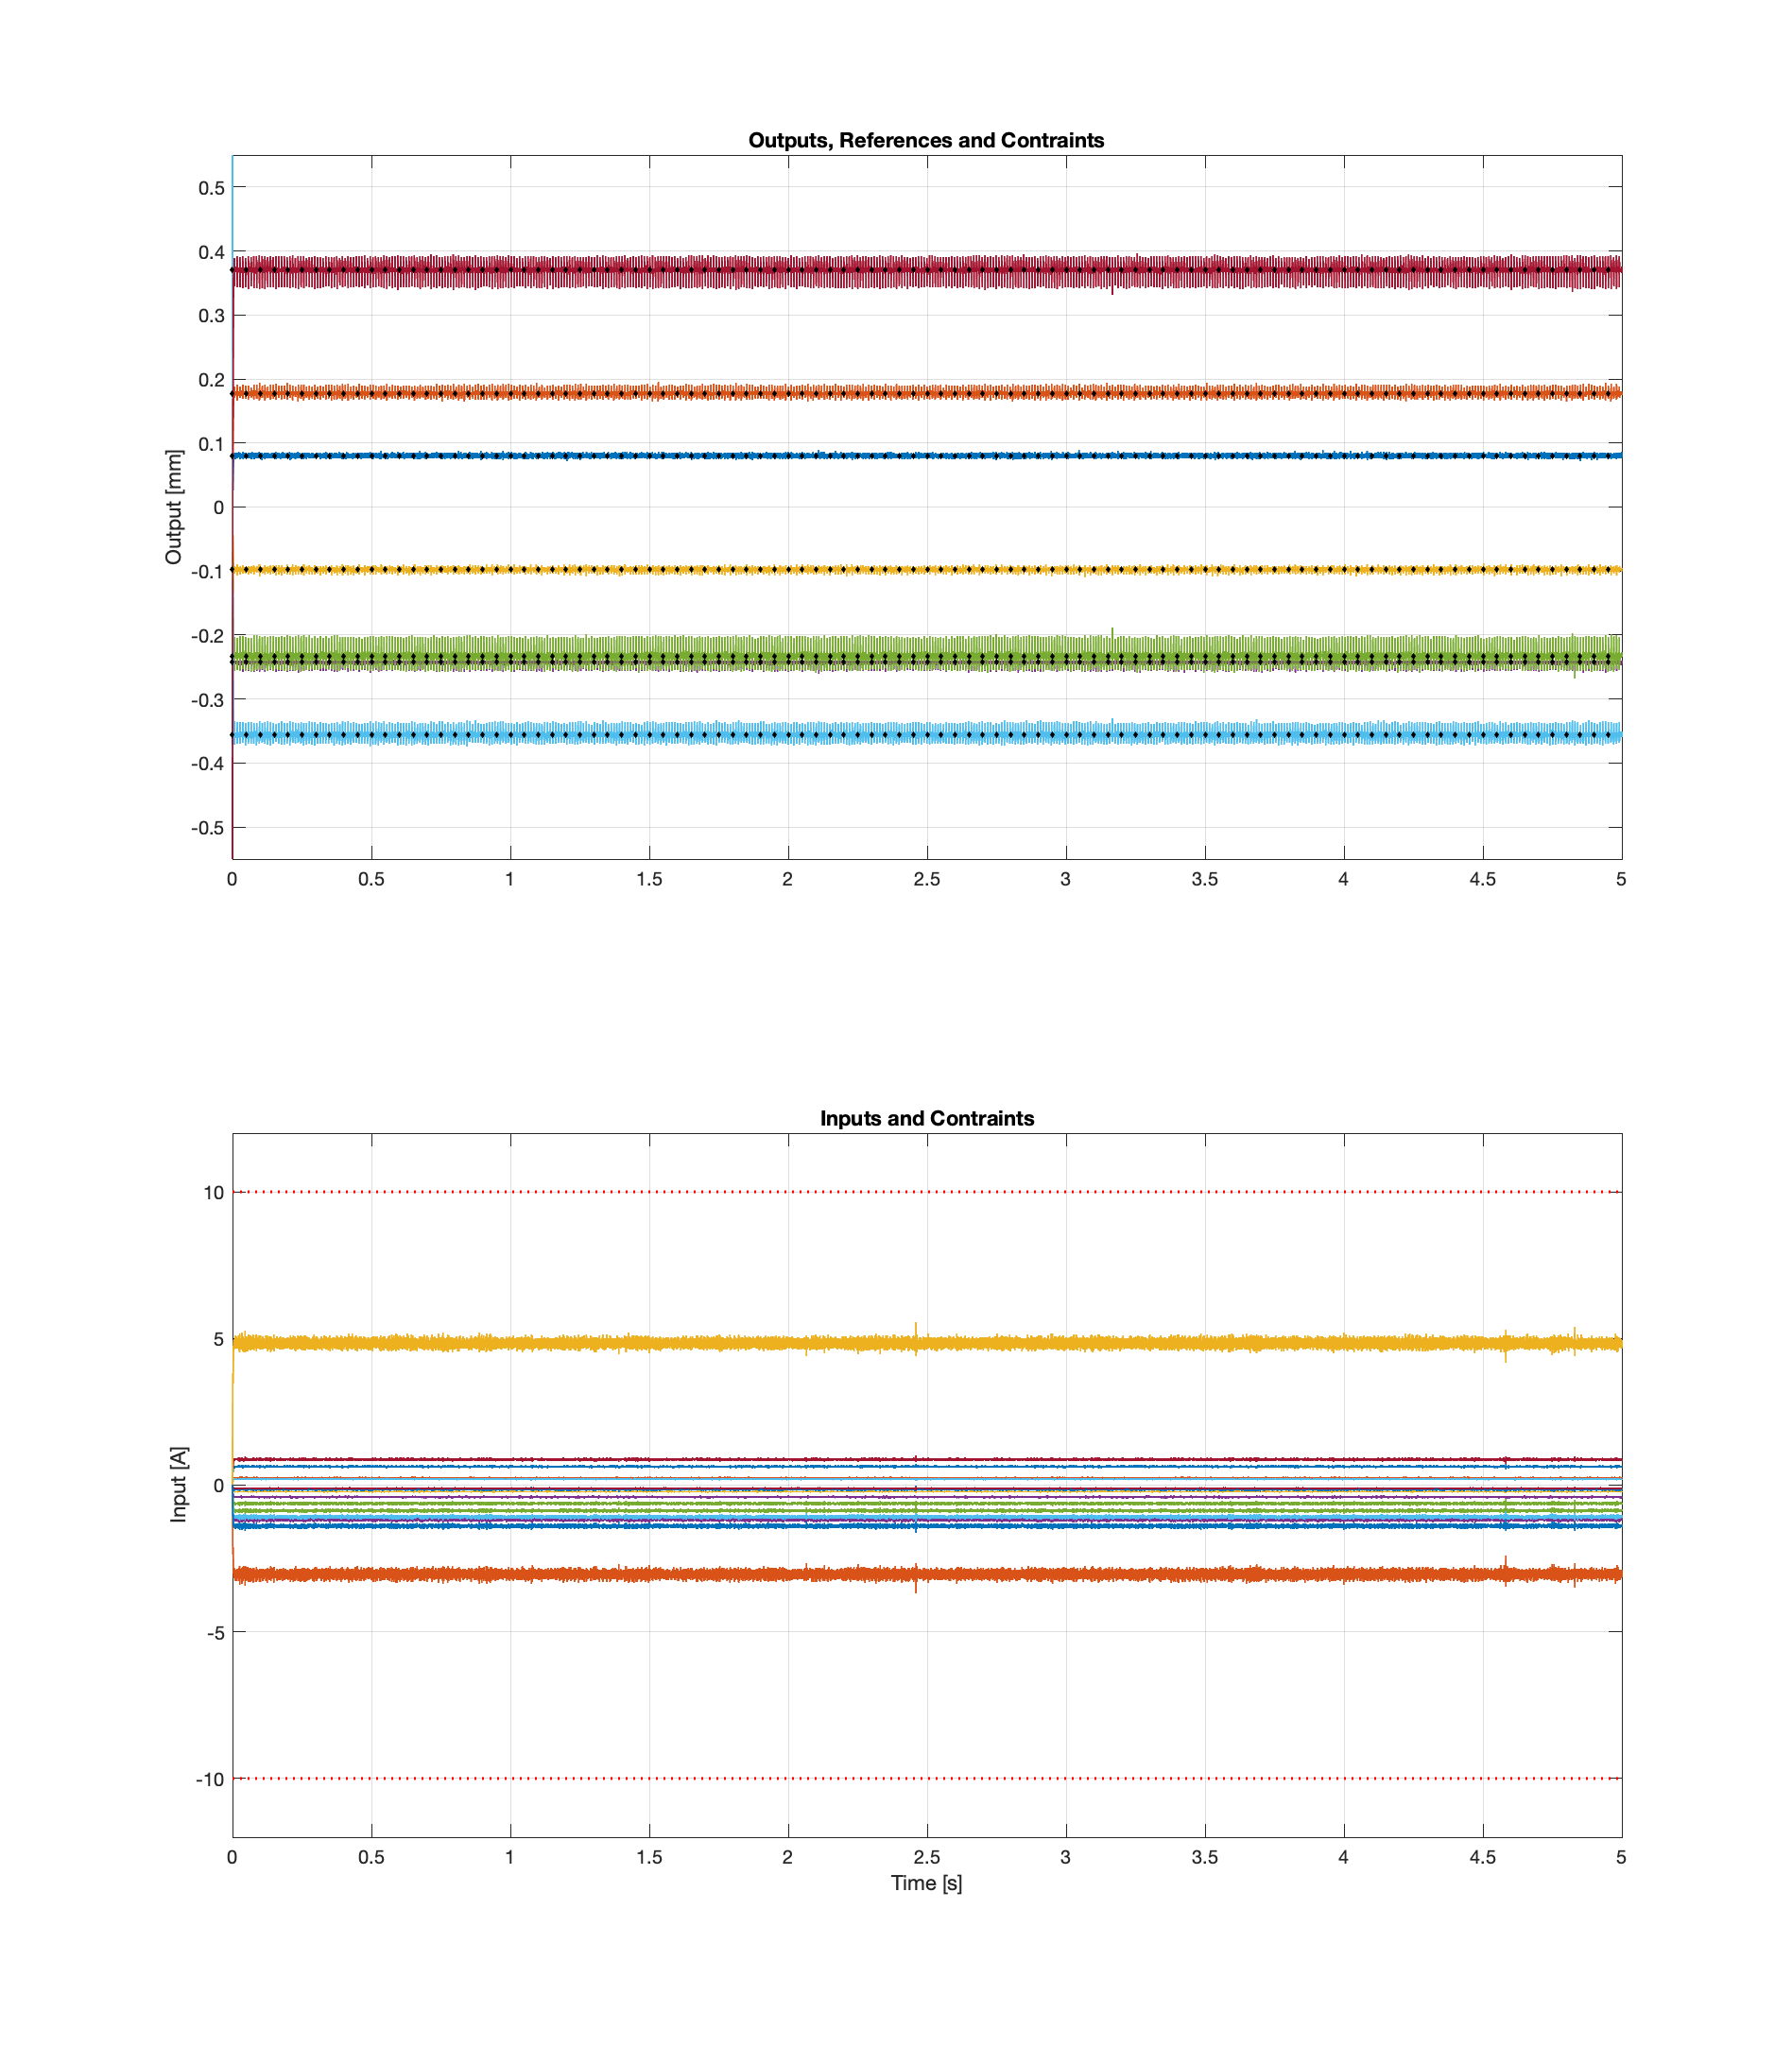 Outputs, References and Contraints
0.5
0.4
0.3
0.2
0.1
0
-0.1
-0.2
-0.3
-0.4
-0.5
Output [mm]
0 0.5 1 1.5 2 2.5 3 3.5 4 4.5 5
Inputs and Contraints
10
5
0
-5
-10
Input [A]
0 0.5 1 1.5 2 2.5 3 3.5 4 4.5 5
Time [s]